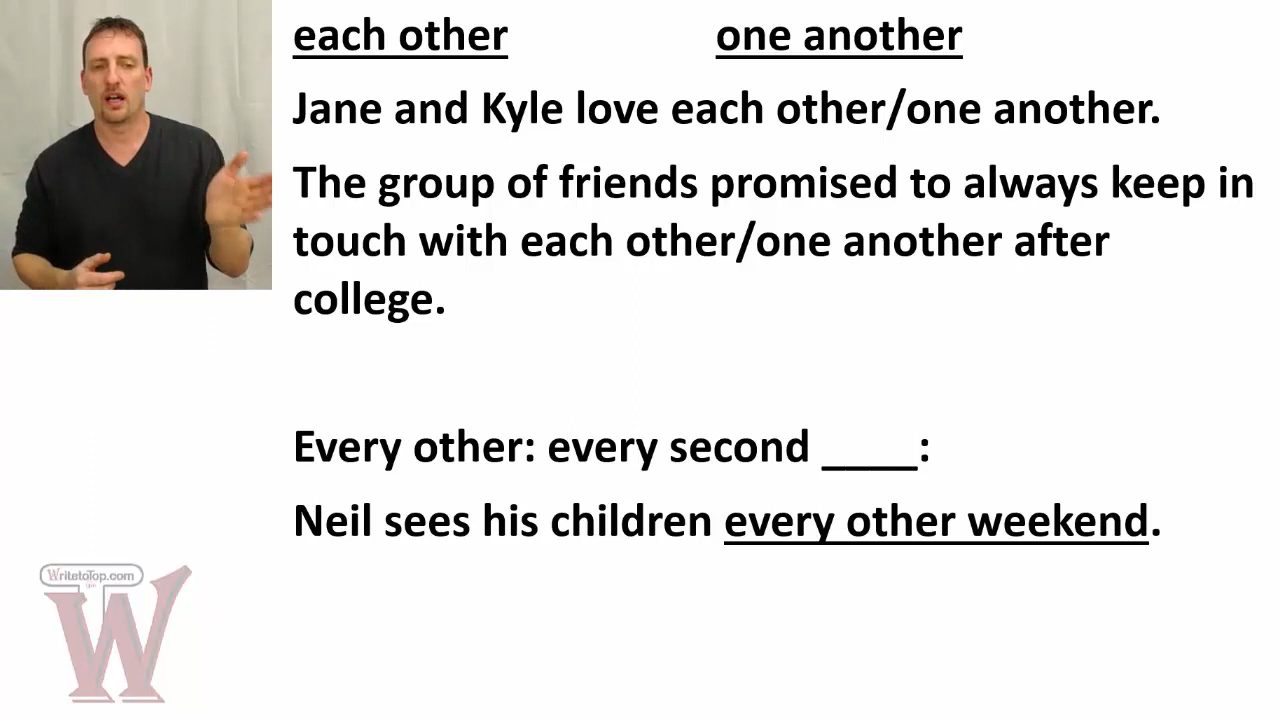 each other one another
Jane and Kyle love each other/one another.
The group of friends promised to always keep in
touch with each other/one another after
college.
Every other: every second ____:
Neil sees his children every other weekend.
WritetoTop.com
W